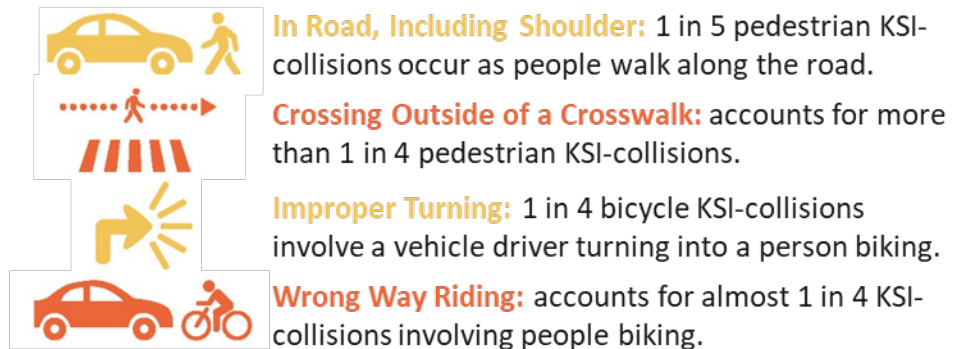 In Road, Including Shoulder: 1 in 5 pedestrian KSI-
collisions occur as people walk along the road.
Crossing Outside of a Crosswalk: accounts for more
than 1 in 4 pedestrian KSI-collisions.
Improper Turning: 1 in 4 bicycle KSI-collisions
involve a vehicle driver turning into a person biking.
Wrong Way Riding: accounts for almost 1 in 4 KSI-
collisions involving people biking.